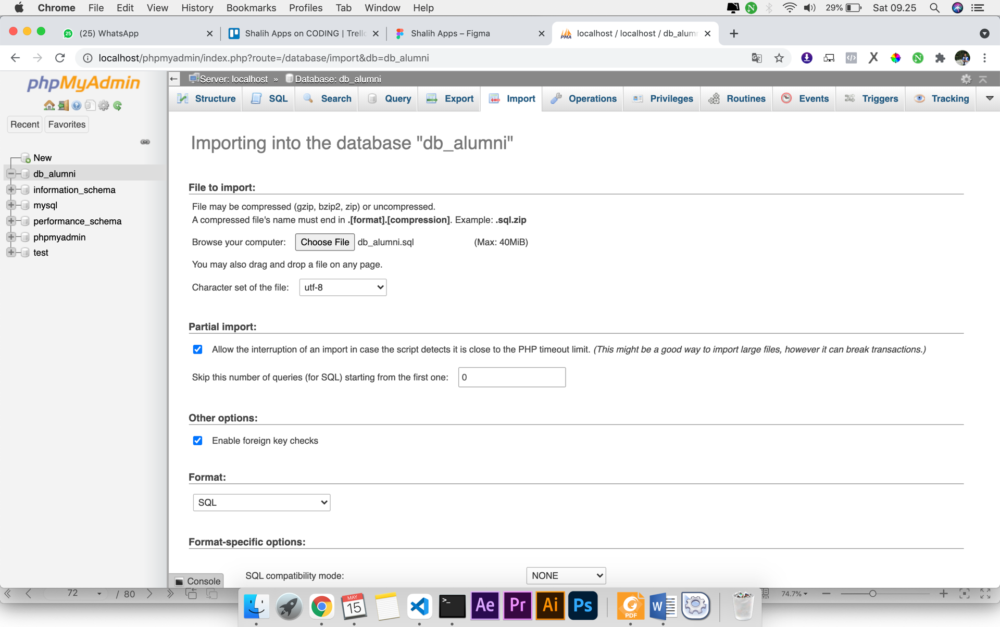 Chrome File Edit View History Bookmarks Profiles Tab Window Help
N 29% Sat 09.25
25 (25) WhatsApp
Shalih Apps on CODING | Trello
Shalih Apps – Figma
PMA localhost / localhost / db_alumn
localhost/phpmyadmin/index.php?route=/database/import&db=db_alumni
phpMyAdmin
Recent Favorites
New
db_alumni
information_schema
mysql
performance_schema
phpmyadmin
test
Server: localhost » Database: db_alumni
Structure SQL Search Query Export Import Operations Privileges Routines Events Triggers Tracking
Importing into the database "db_alumni"
File to import:
File may be compressed (gzip, bzip2, zip) or uncompressed.
A compressed file's name must end in .[format].[compression]. Example: .sql.zip
Browse your computer: Choose File db_alumni.sql (Max: 40MiB)
You may also drag and drop a file on any page.
Character set of the file: utf-8
Partial import:
Allow the interruption of an import in case the script detects it is close to the PHP timeout limit. (This might be a good way to import large files, however it can break transactions.)
Skip this number of queries (for SQL) starting from the first one: 0
Other options:
Enable foreign key checks
Format:
SQL
Format-specific options:
SQL compatibility mode: NONE
Console
72 / 80
74.7%
MAY 15
Ae Pr Ai Ps
PDF W